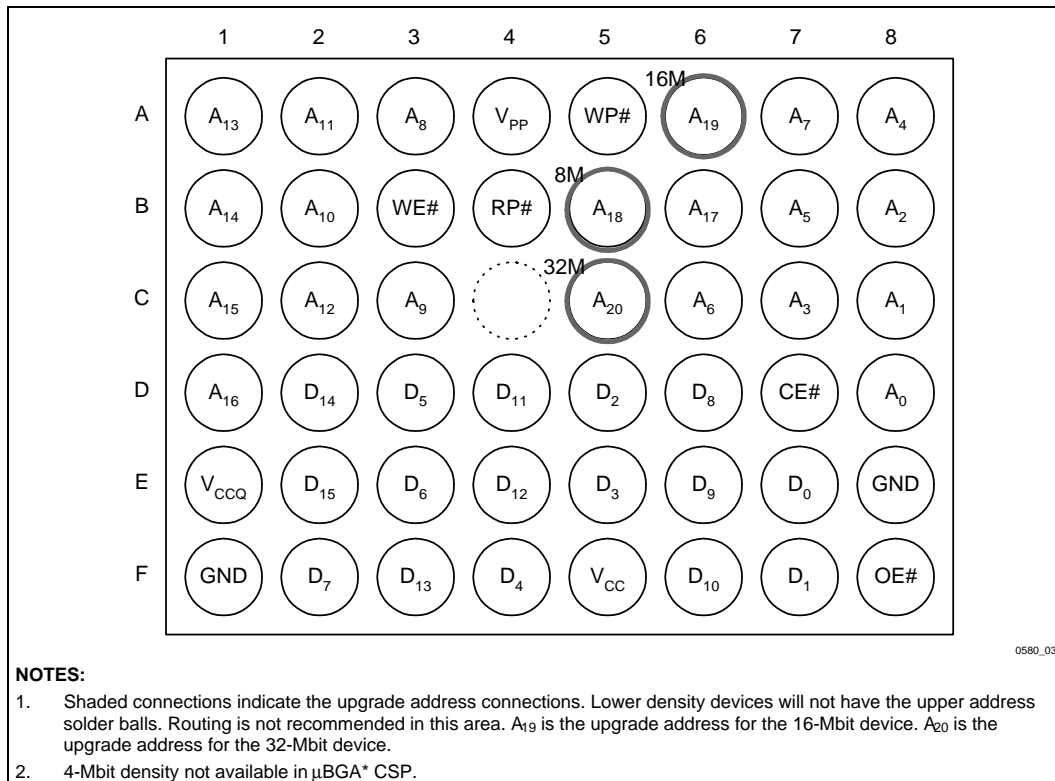 1 2 3 4 5 6 7 8
16M
A A₁₃ A₁₁ A₈ V_PP WP# A₁₉ A₇ A₄
8M
B A₁₄ A₁₀ WE# RP# A₁₈ A₁₇ A₅ A₂
32M
C A₁₅ A₁₂ A₉ A₂₀ A₆ A₃ A₁
D A₁₆ D₁₄ D₅ D₁₁ D₂ D₈ CE# A₀
E V_CCQ D₁₅ D₆ D₁₂ D₃ D₉ D₀ GND
F GND D₇ D₁₃ D₄ V_CC D₁₀ D₁ OE#
0580_03
NOTES:
1. Shaded connections indicate the upgrade address connections. Lower density devices will not have the upper address
solder balls. Routing is not recommended in this area. A₁₉ is the upgrade address for the 16-Mbit device. A₂₀ is the
upgrade address for the 32-Mbit device.
2. 4-Mbit density not available in µBGA* CSP.